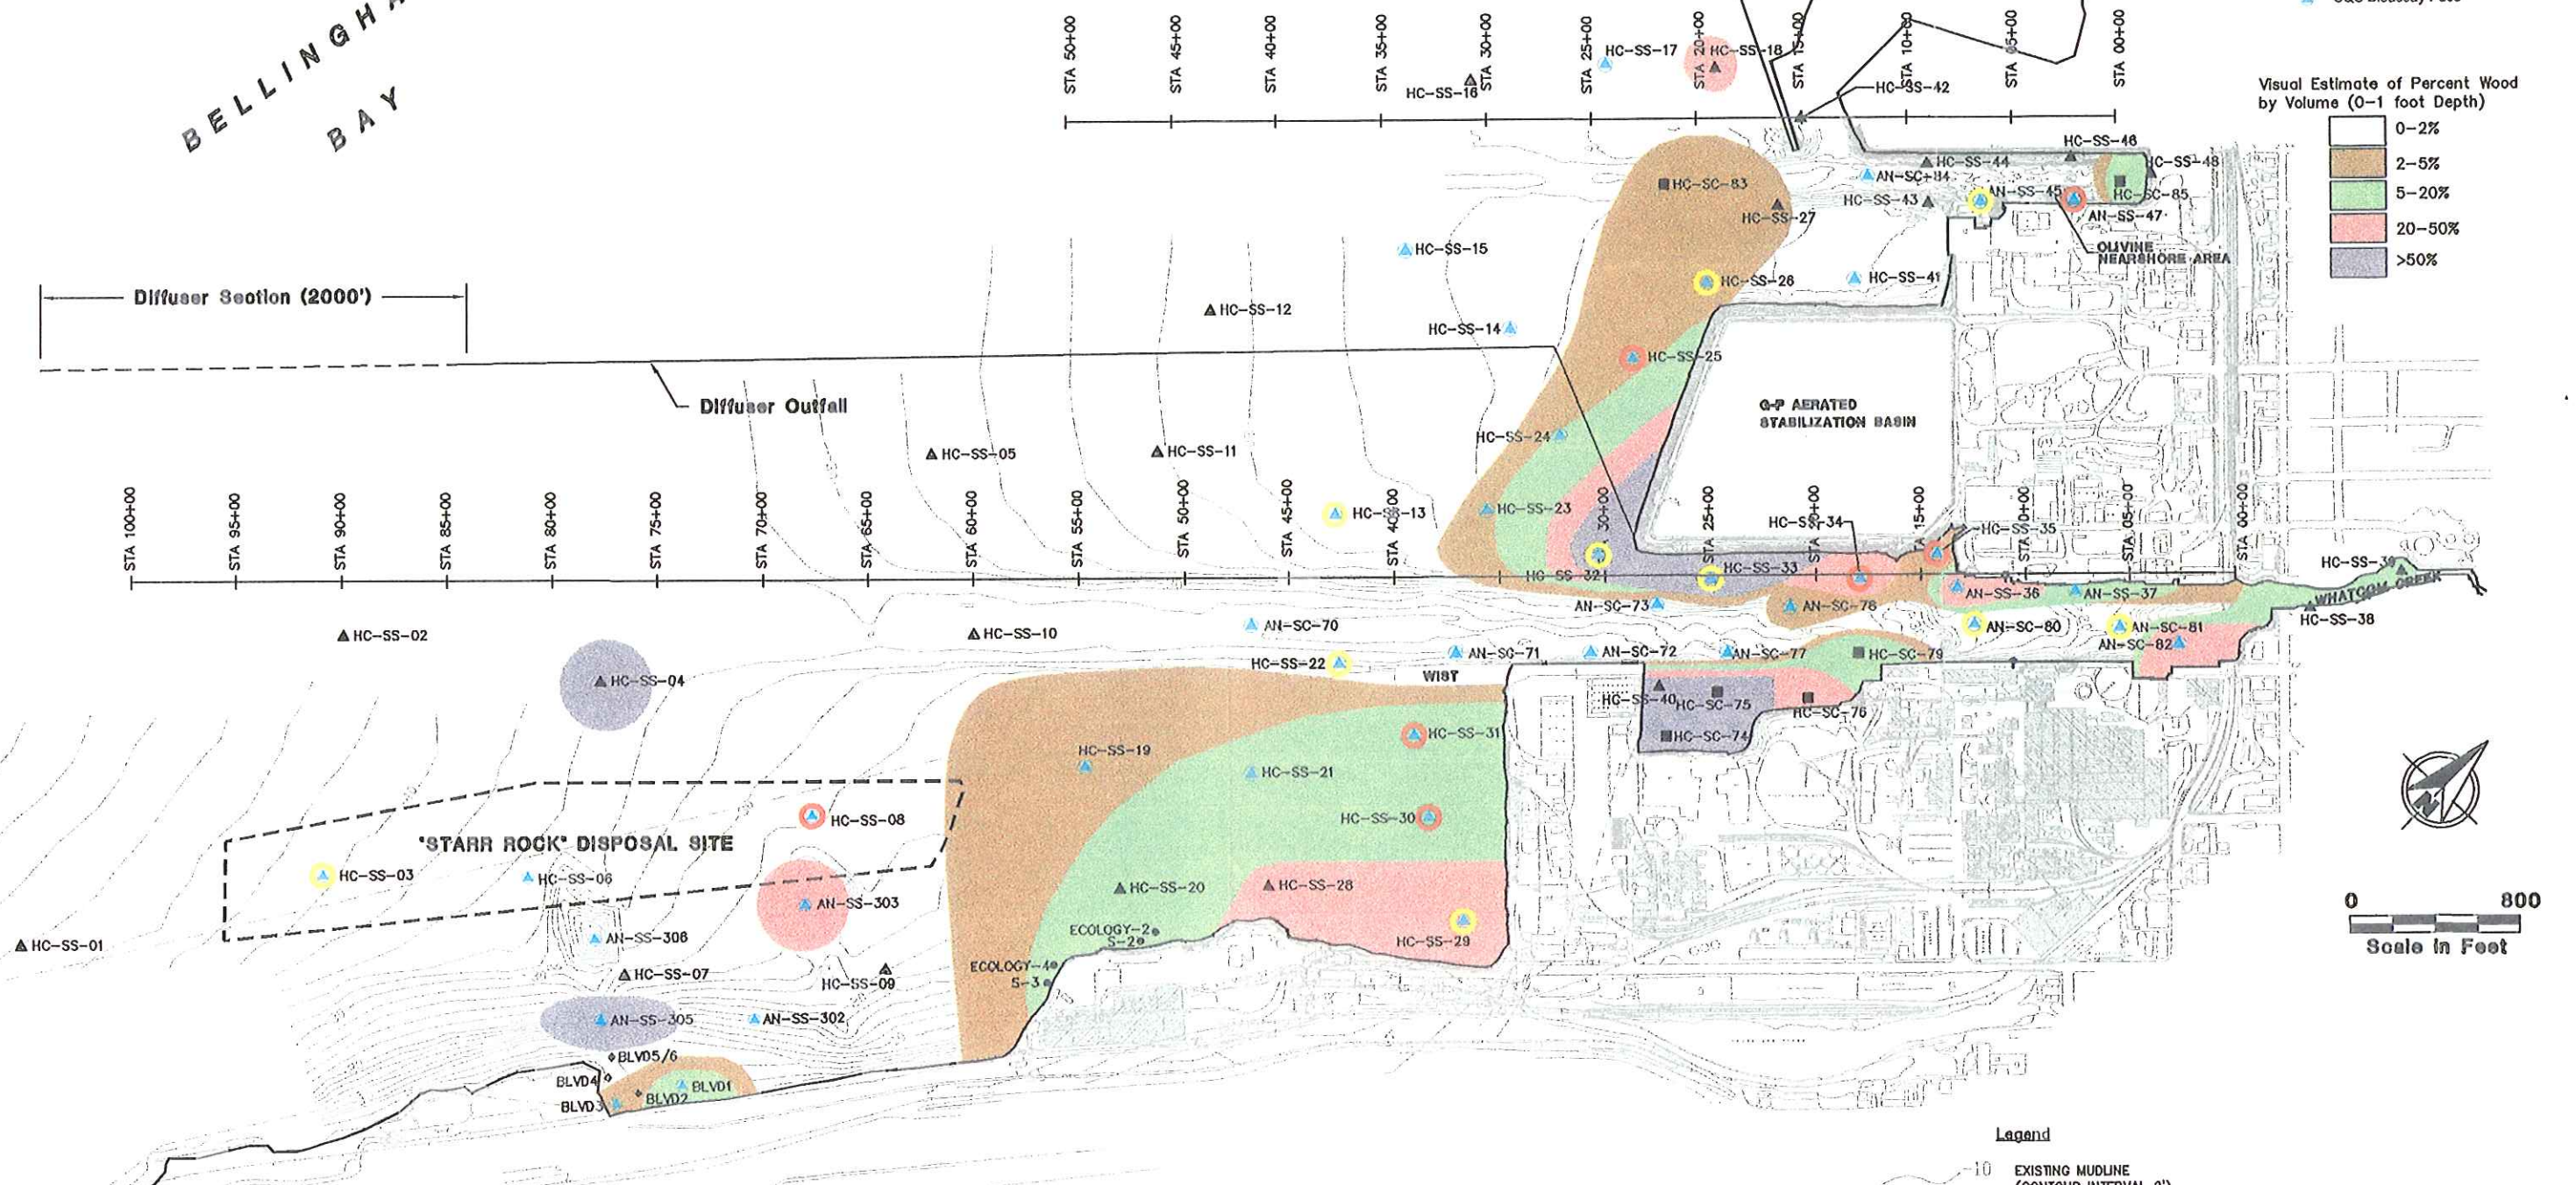 BELLINGHA
BAY
STA 50+00
STA 45+00
STA 40+00
STA 35+00
STA 30+00
STA 25+00
STA 20+00
STA 15+00
STA 10+00
STA 05+00
STA 00+00
HC-SS-16
HC-SS-17
HC-SS-18
HC-SS-42
Visual Estimate of Percent Wood
by Volume (0-1 foot Depth)
0-2%
2-5%
5-20%
20-50%
>50%
HC-SS-46
HC-SS-44
HC-SS-48
HC-SC-83
AN-SC-84
AN-SS-45
HC-SC-85
HC-SS-27
HC-SS-43
AN-SS-47
OLIVINE
NEARSHORE AREA
HC-SS-15
HC-SS-26
HC-SS-41
Diffuser Section (2000')
HC-SS-12
HC-SS-14
HC-SS-25
Diffuser Outfall
G-P AERATED
STABILIZATION BASIN
HC-SS-24
HC-SS-05
HC-SS-11
HC-SS-13
HC-SS-23
STA 100+00
STA 95+00
STA 90+00
STA 85+00
STA 80+00
STA 75+00
STA 70+00
STA 65+00
STA 60+00
STA 55+00
STA 50+00
STA 45+00
STA 40+00
STA 30+00
STA 25+00
STA 05+00
STA 00+00
HC-SS-34
HC-SS-35
HC-SS-32
HC-SS-33
HC-SS-39
WHATCOM CREEK
AN-SC-73
AN-SC-78
AN-SS-36
AN-SS-37
HC-SS-38
HC-SS-02
HC-SS-10
AN-SC-70
AN-SC-80
AN-SC-81
AN-SC-82
HC-SS-22
AN-SC-71
AN-SC-72
AN-SC-77
HC-SC-79
WIST
HC-SS-04
HC-SS-40
HC-SC-75
HC-SC-76
HC-SC-74
HC-SS-31
HC-SS-19
HC-SS-21
HC-SS-30
HC-SS-08
"STARR ROCK" DISPOSAL SITE
HC-SS-03
HC-SS-06
HC-SS-20
HC-SS-28
AN-SS-303
HC-SS-01
AN-SS-306
ECOLOGY-2
S-2
HC-SS-29
0 800
Scale in Feet
ECOLOGY-4
S-3
HC-SS-07
HC-SS-09
AN-SS-305
AN-SS-302
BLVD5/6
BLVD4
BLVD1
BLVD2
BLVD3
N
Legend
-10 EXISTING MUDLINE